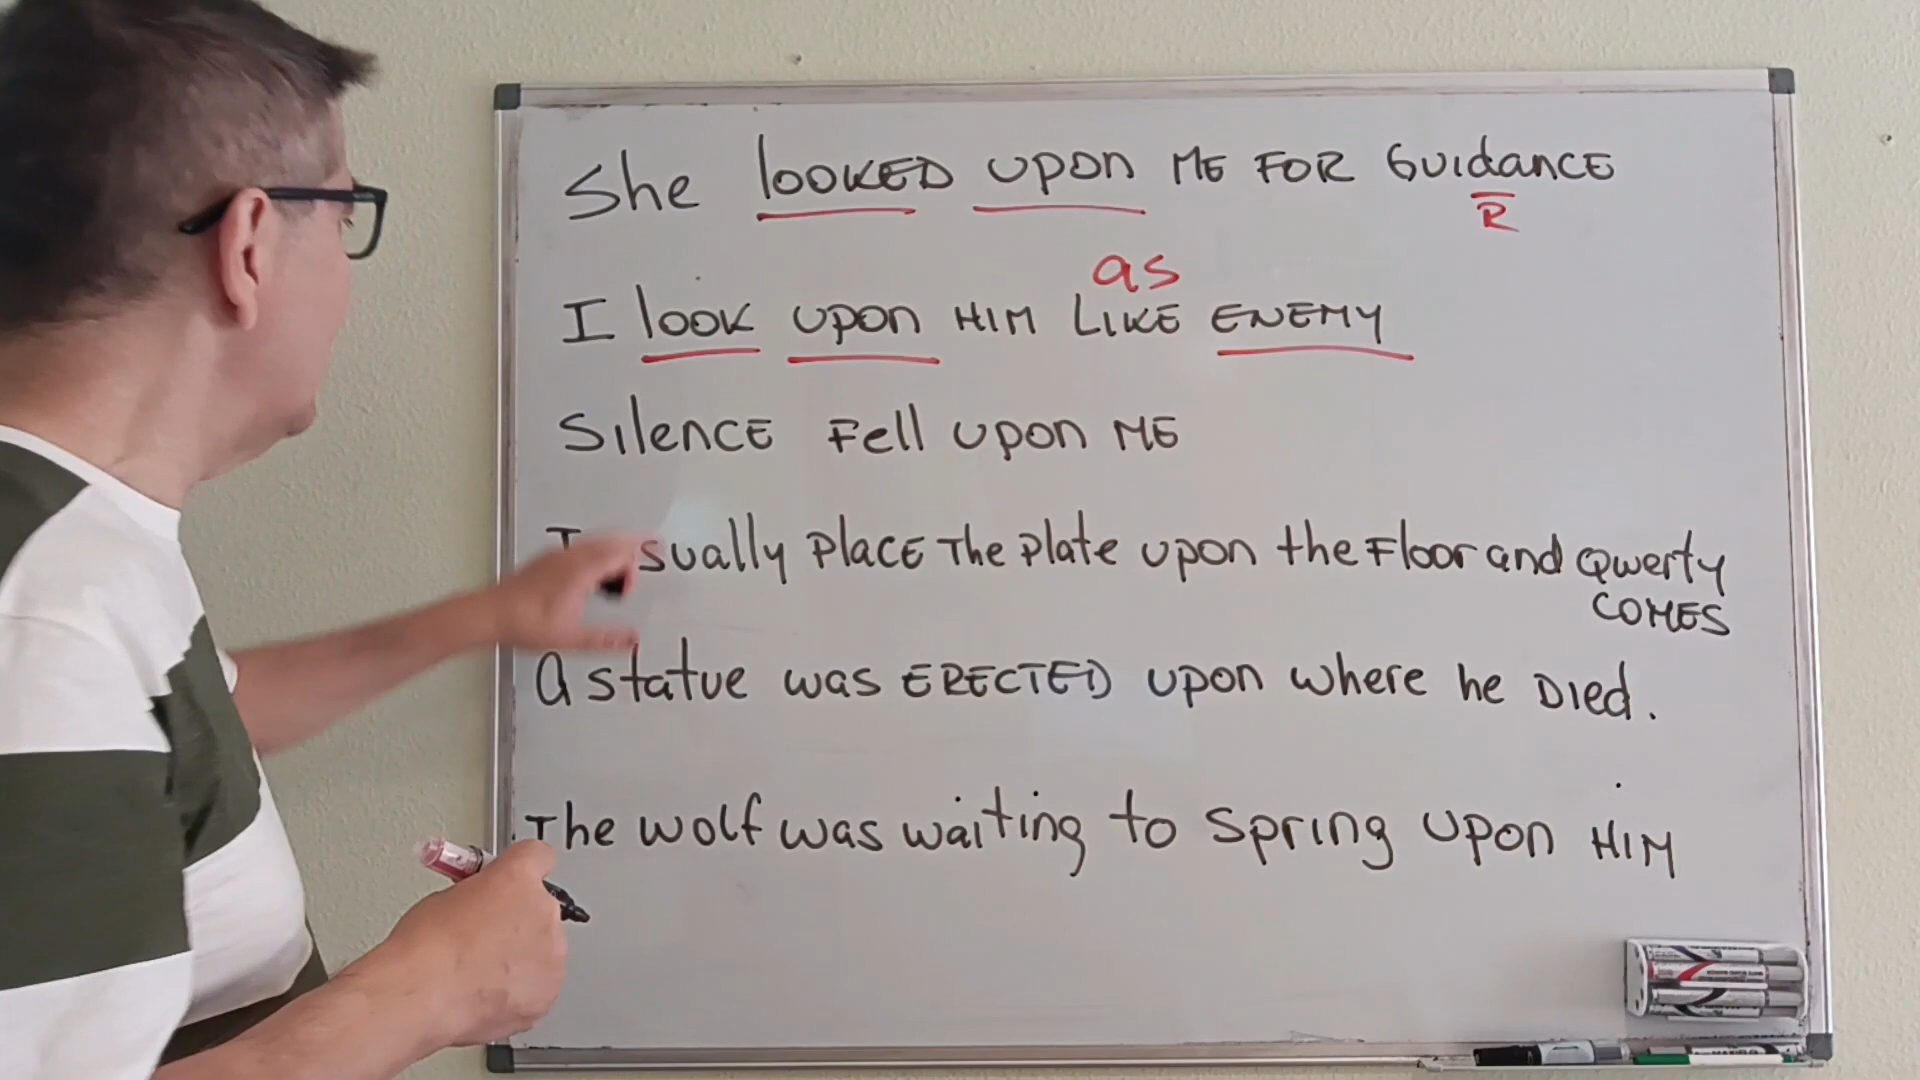 She looked upon ME FOR Guidance
R
as
I look upon HIM LIKE ENEMY
Silence Fell upon ME
I usually place The plate upon the Floor and Qwerty
COMES
a statue was ERECTED upon where he Died.
The wolf was waiting to spring upon HIM